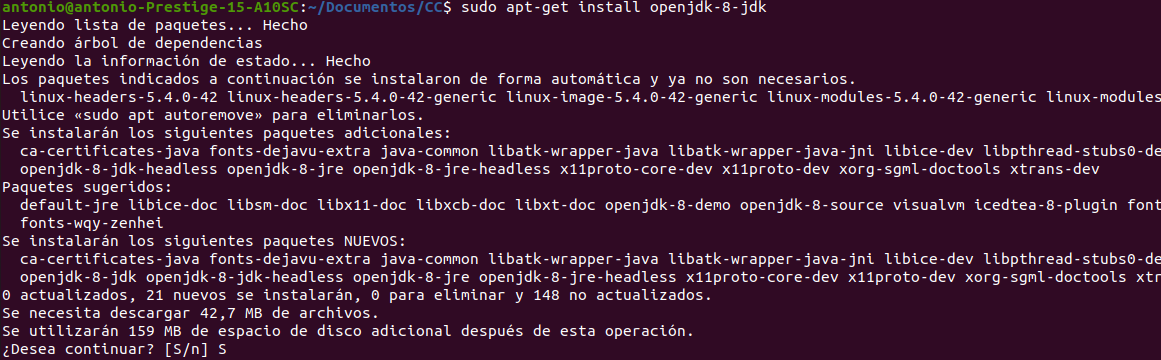 antonio@antonio-Prestige-15-A10SC:~/Documentos/CC$ sudo apt-get install openjdk-8-jdk
Leyendo lista de paquetes... Hecho
Creando árbol de dependencias
Leyendo la información de estado... Hecho
Los paquetes indicados a continuación se instalaron de forma automática y ya no son necesarios.
  linux-headers-5.4.0-42 linux-headers-5.4.0-42-generic linux-image-5.4.0-42-generic linux-modules-5.4.0-42-generic linux-modules
Utilice «sudo apt autoremove» para eliminarlos.
Se instalarán los siguientes paquetes adicionales:
  ca-certificates-java fonts-dejavu-extra java-common libatk-wrapper-java libatk-wrapper-java-jni libice-dev libpthread-stubs0-de
  openjdk-8-jdk-headless openjdk-8-jre openjdk-8-jre-headless x11proto-core-dev x11proto-dev xorg-sgml-doctools xtrans-dev
Paquetes sugeridos:
  default-jre libice-doc libsm-doc libx11-doc libxcb-doc libxt-doc openjdk-8-demo openjdk-8-source visualvm icedtea-8-plugin font
  fonts-wqy-zenhei
Se instalarán los siguientes paquetes NUEVOS:
  ca-certificates-java fonts-dejavu-extra java-common libatk-wrapper-java libatk-wrapper-java-jni libice-dev libpthread-stubs0-de
  openjdk-8-jdk openjdk-8-jdk-headless openjdk-8-jre openjdk-8-jre-headless x11proto-core-dev x11proto-dev xorg-sgml-doctools xtr
0 actualizados, 21 nuevos se instalarán, 0 para eliminar y 148 no actualizados.
Se necesita descargar 42,7 MB de archivos.
Se utilizarán 159 MB de espacio de disco adicional después de esta operación.
¿Desea continuar? [S/n] S